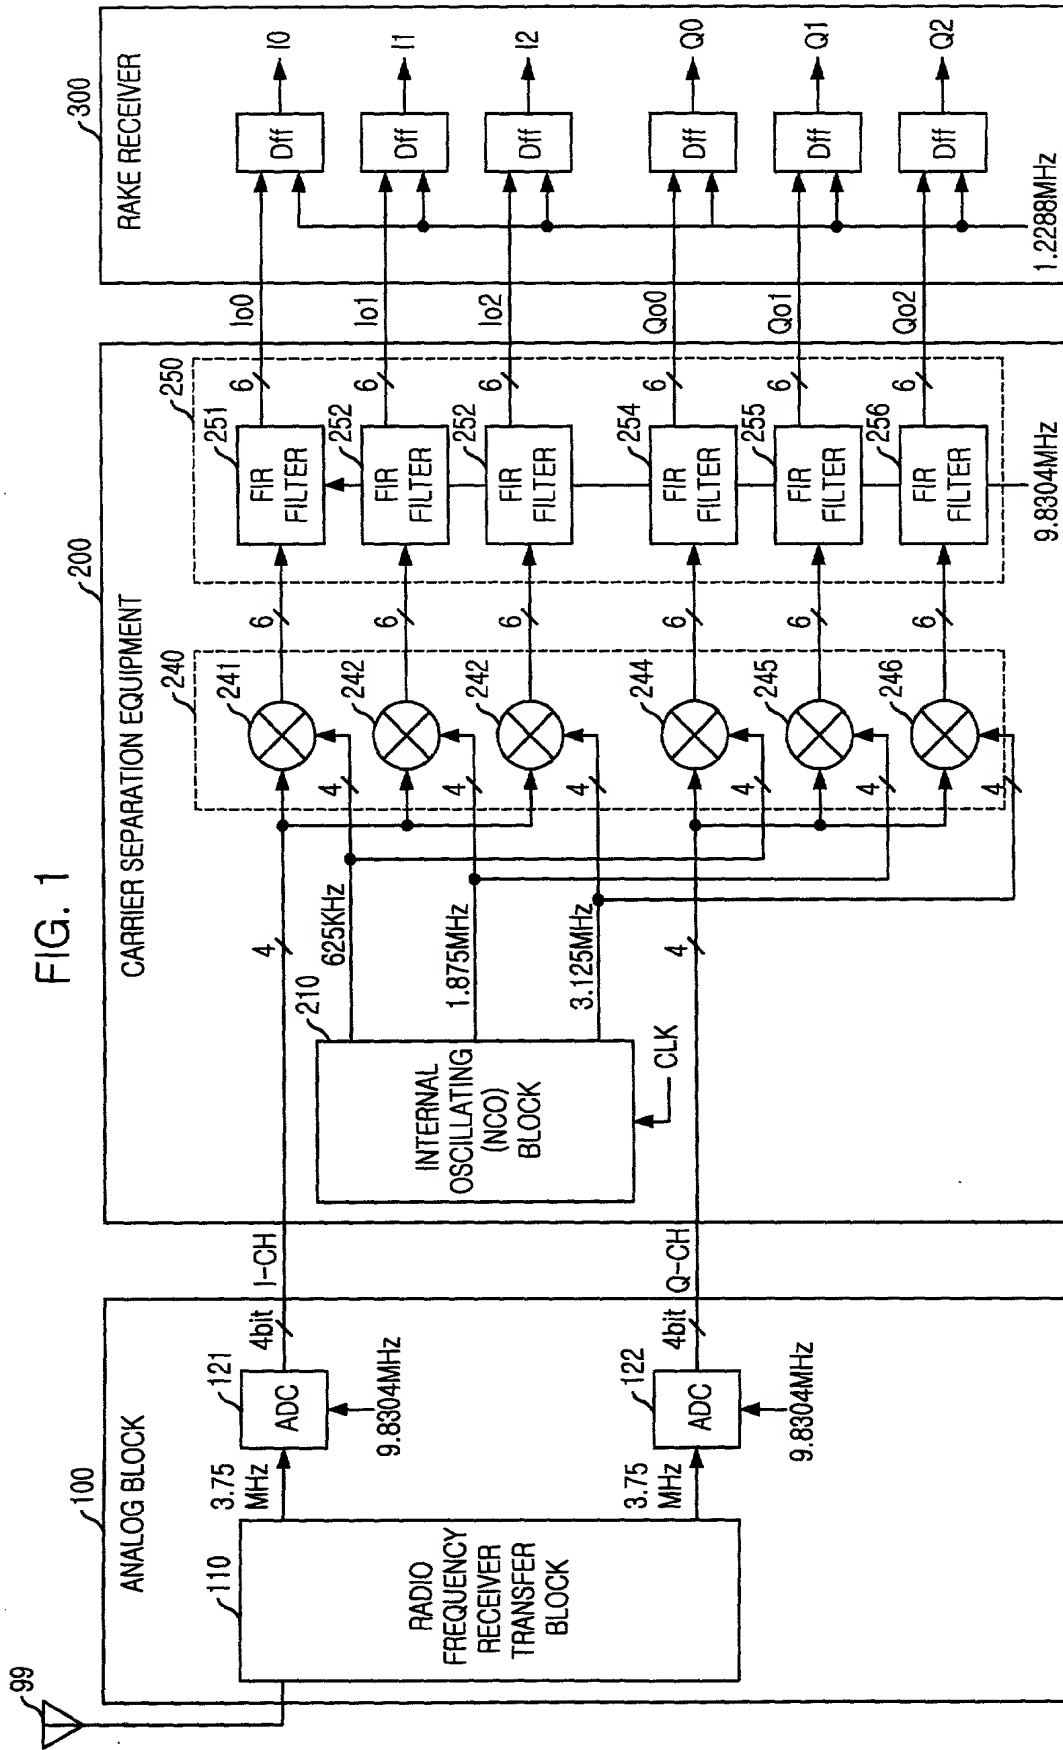 FIG. 1
99
100
ANALOG BLOCK
110
RADIO
FREQUENCY
RECEIVER
TRANSFER
BLOCK
3.75
MHz
121
ADC
9.8304MHz
4bit
I-CH
3.75
MHz
122
ADC
9.8304MHz
4bit
Q-CH
200
CARRIER SEPARATION EQUIPMENT
210
INTERNAL
OSCILLATING
(NCO)
BLOCK
CLK
625KHz
1.875MHz
3.125MHz
4
4
240
241
4
6
242
4
6
242
4
6
244
4
6
245
4
6
246
4
6
250
251
FIR
FILTER
6
252
FIR
FILTER
6
252
FIR
FILTER
6
254
FIR
FILTER
6
255
FIR
FILTER
6
256
FIR
FILTER
6
9.8304MHz
Io0
Io1
Io2
Qo0
Qo1
Qo2
300
RAKE RECEIVER
Dff
I0
Dff
I1
Dff
I2
Dff
Q0
Dff
Q1
Dff
Q2
1.2288MHz